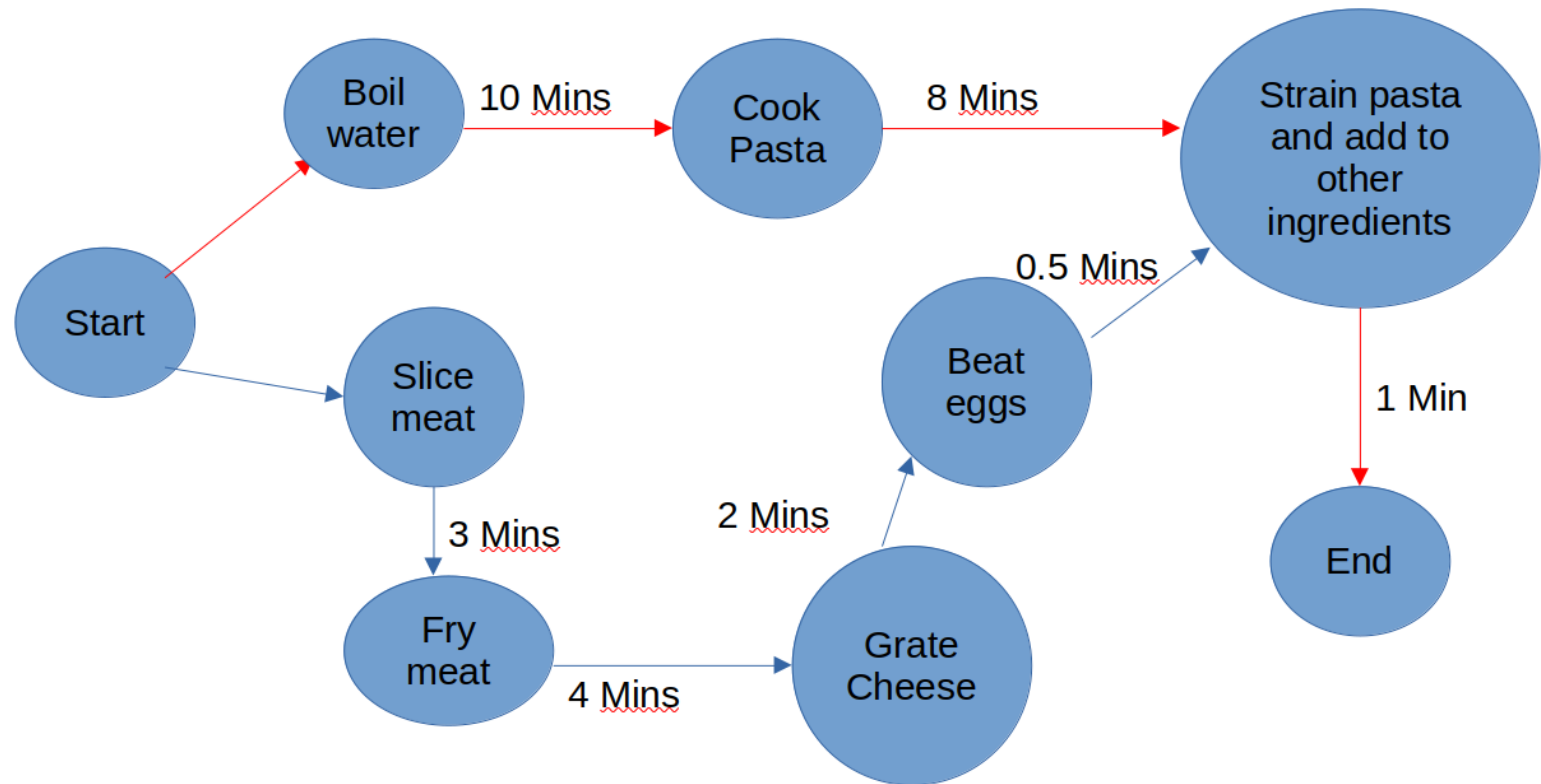 Boil
water
10 Mins
Cook
Pasta
8 Mins
Strain pasta
and add to
other
ingredients
Start
Slice
meat
3 Mins
Fry
meat
4 Mins
Grate
Cheese
2 Mins
Beat
eggs
0.5 Mins
1 Min
End